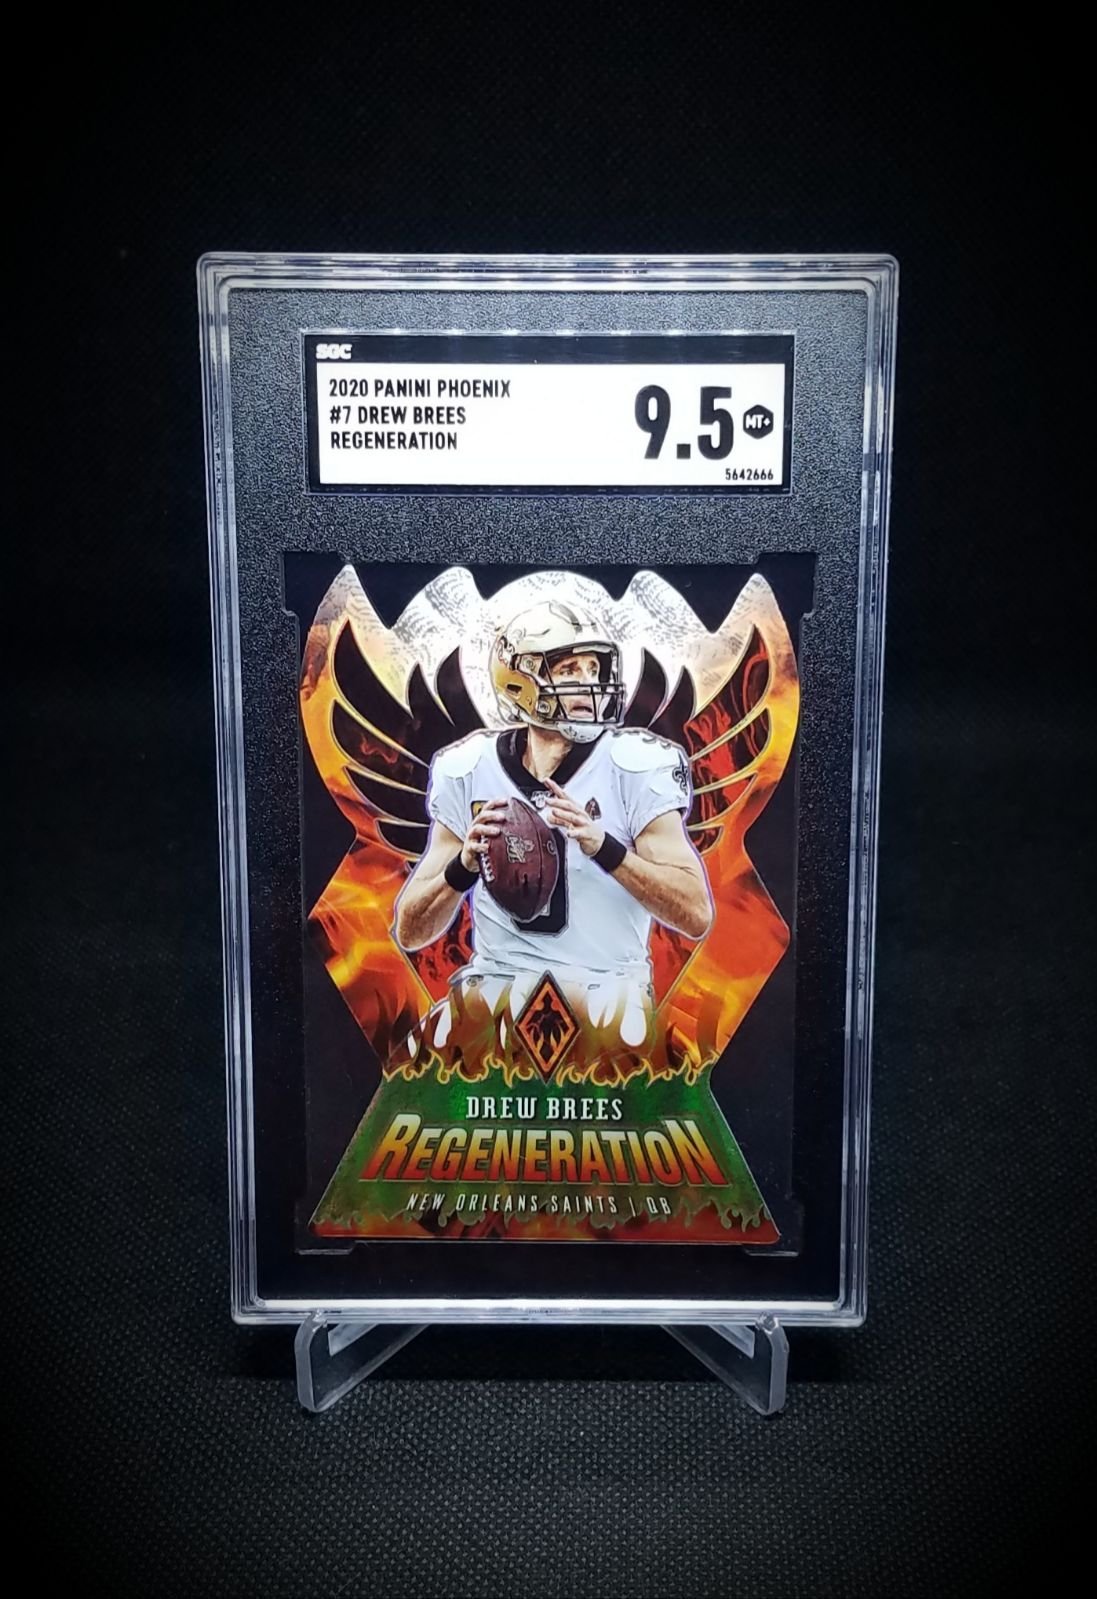 SGC
2020 PANINI PHOENIX
#7 DREW BREES
REGENERATION
9.5
MT+
5642666
DREW BREES
REGENERATION
NEW ORLEANS SAINTS | QB